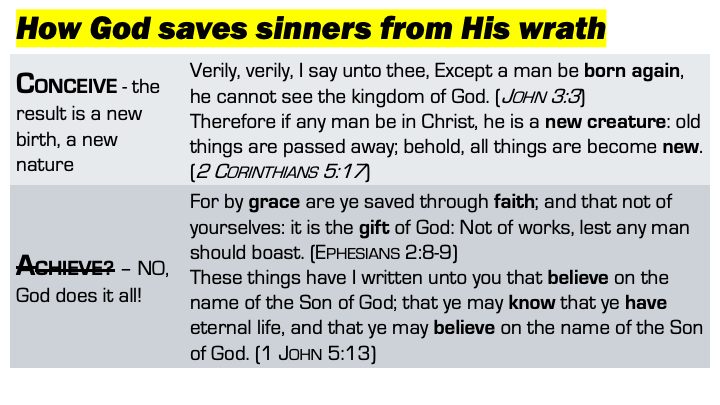 How God saves sinners from His wrath
CONCEIVE - the
result is a new
birth, a new
nature
Verily, verily, I say unto thee, Except a man be born again,
he cannot see the kingdom of God. (JOHN 3:3)
Therefore if any man be in Christ, he is a new creature: old
things are passed away; behold, all things are become new.
(2 CORINTHIANS 5:17)
ACHIEVE? – NO,
God does it all!
For by grace are ye saved through faith; and that not of
yourselves: it is the gift of God: Not of works, lest any man
should boast. (EPHESIANS 2:8-9)
These things have I written unto you that believe on the
name of the Son of God; that ye may know that ye have
eternal life, and that ye may believe on the name of the Son
of God. (1 JOHN 5:13)